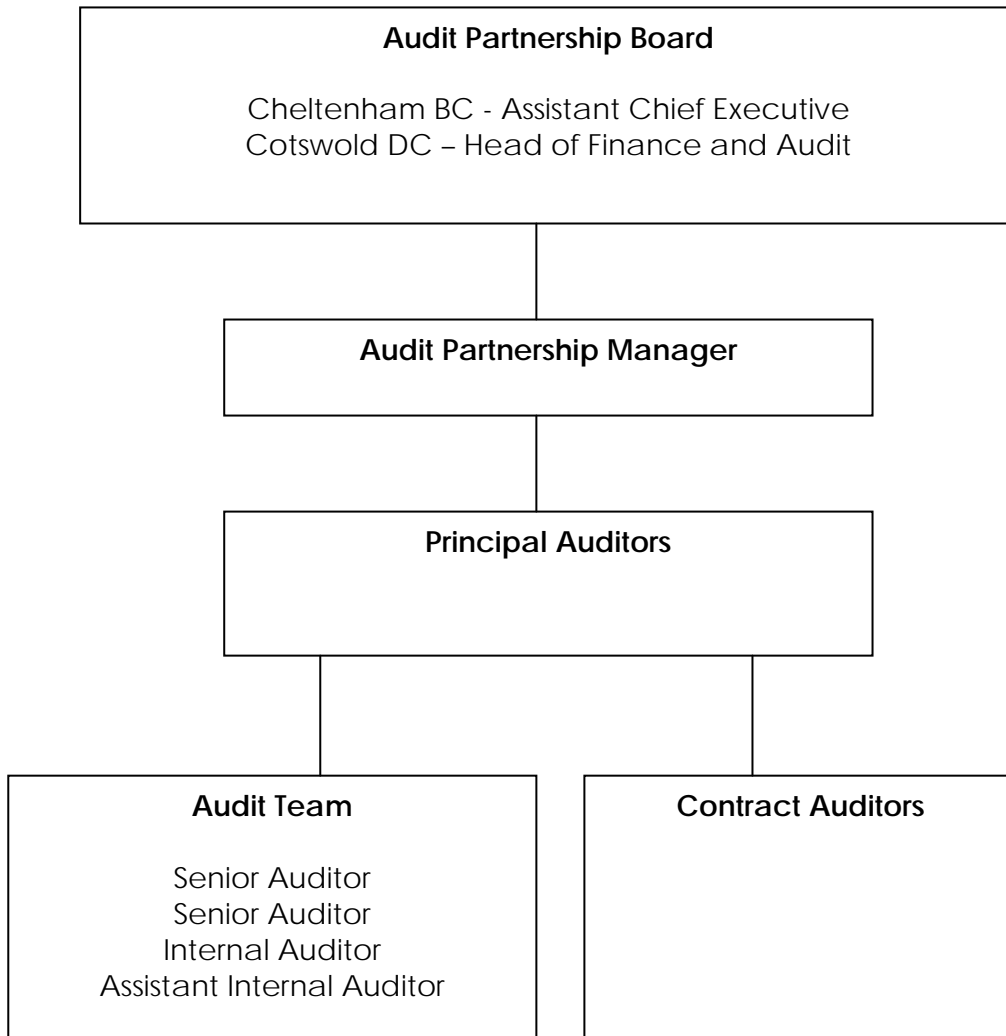 Audit Partnership Board
Cheltenham BC - Assistant Chief Executive
Cotswold DC – Head of Finance and Audit
Audit Partnership Manager
Principal Auditors
Audit Team
Senior Auditor
Senior Auditor
Internal Auditor
Assistant Internal Auditor
Contract Auditors